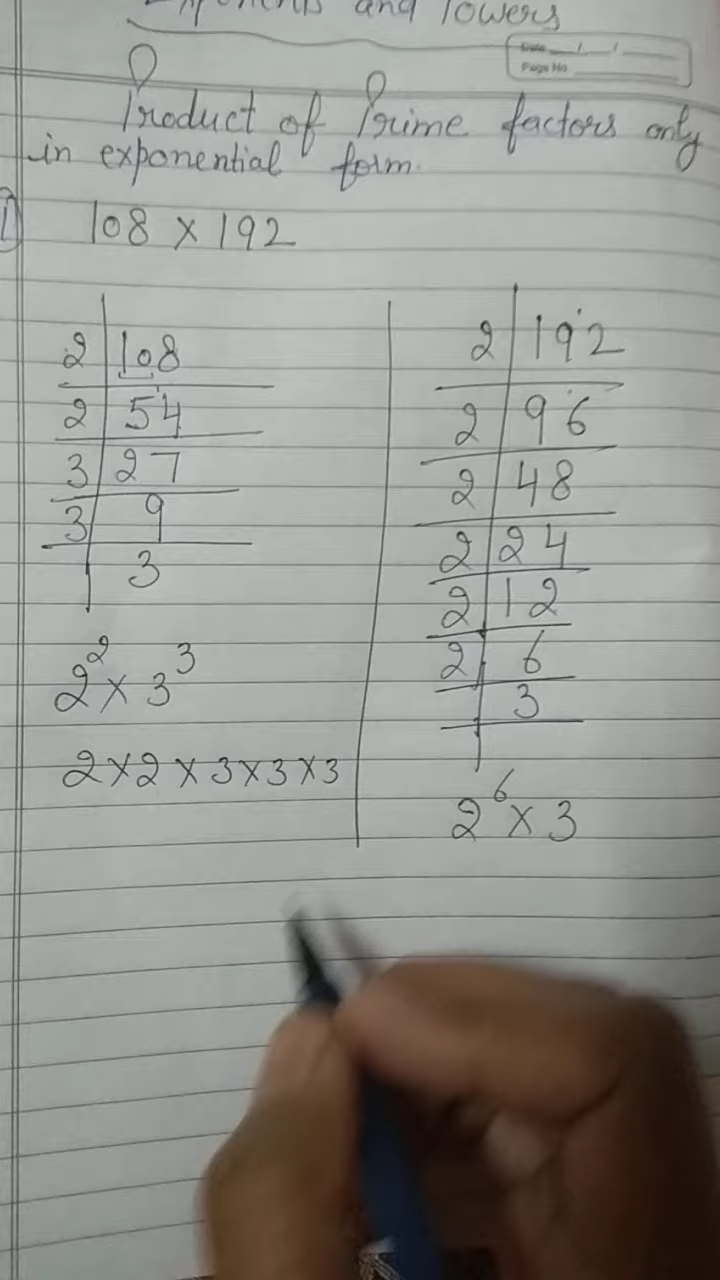 Exponents and Powers
Date / /
Page No
Product of Prime factors only
in exponential form.
1 108 × 192
2 108
2 54
3 27
3 9
3
2² × 3³
2 × 2 × 3 × 3 × 3
2 192
2 96
2 48
2 24
2 12
2 6
3
2⁶ × 3